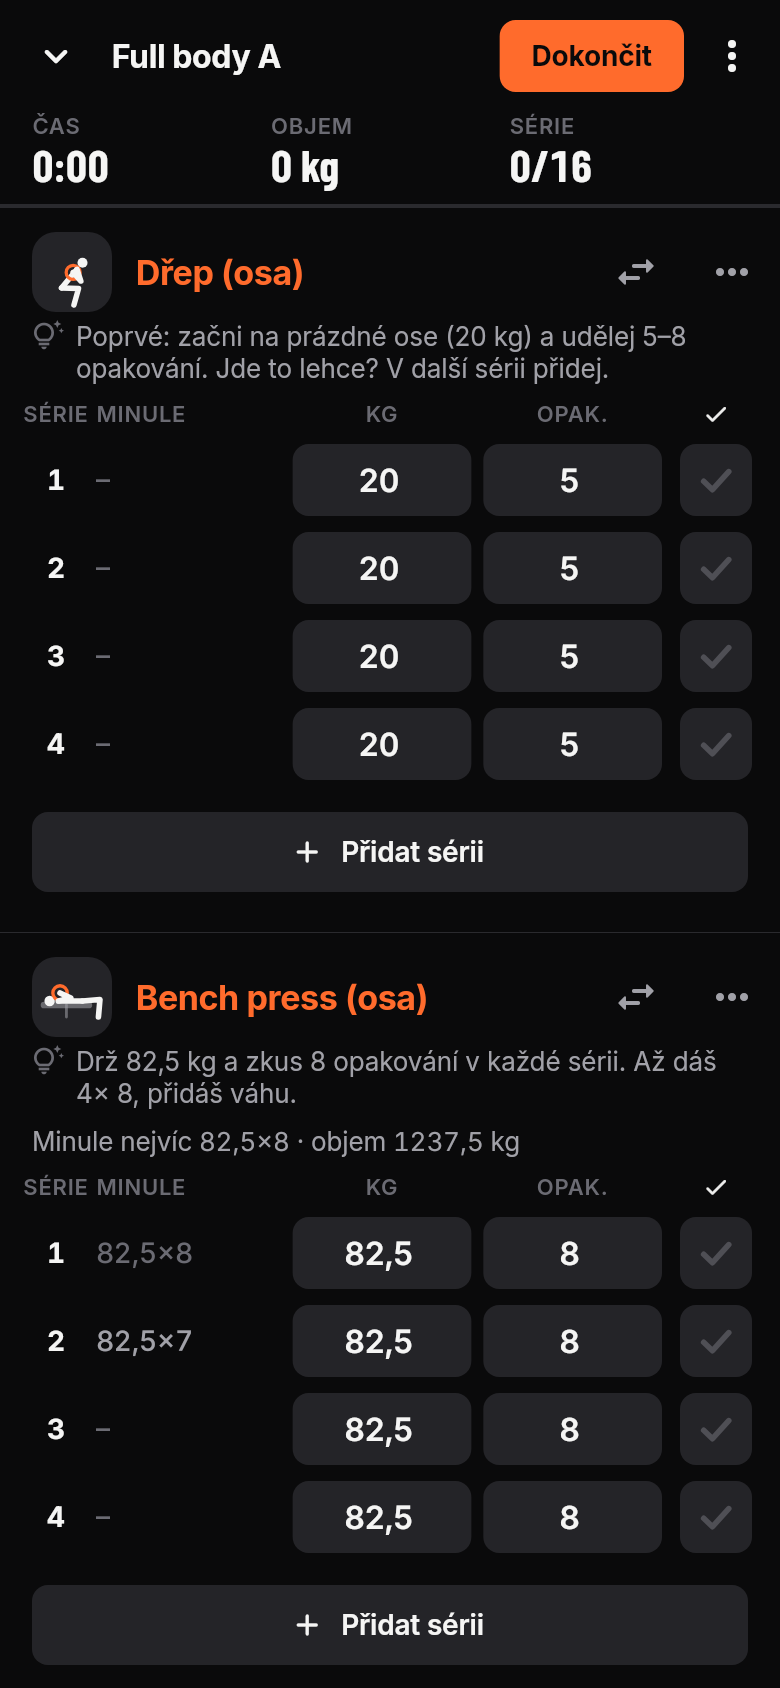 Full body A
Dokončit
ČAS OBJEM SÉRIE
0:00 0 kg 0/16
Dřep (osa)
Poprvé: začni na prázdné ose (20 kg) a udělej 5–8
opakování. Jde to lehce? V další sérii přidej.
SÉRIE MINULE KG OPAK.
1 – 20 5
2 – 20 5
3 – 20 5
4 – 20 5
+ Přidat sérii
Bench press (osa)
Drž 82,5 kg a zkus 8 opakování v každé sérii. Až dáš
4× 8, přidáš váhu.
Minule nejvíc 82,5×8 · objem 1237,5 kg
SÉRIE MINULE KG OPAK.
1 82,5×8 82,5 8
2 82,5×7 82,5 8
3 – 82,5 8
4 – 82,5 8
+ Přidat sérii